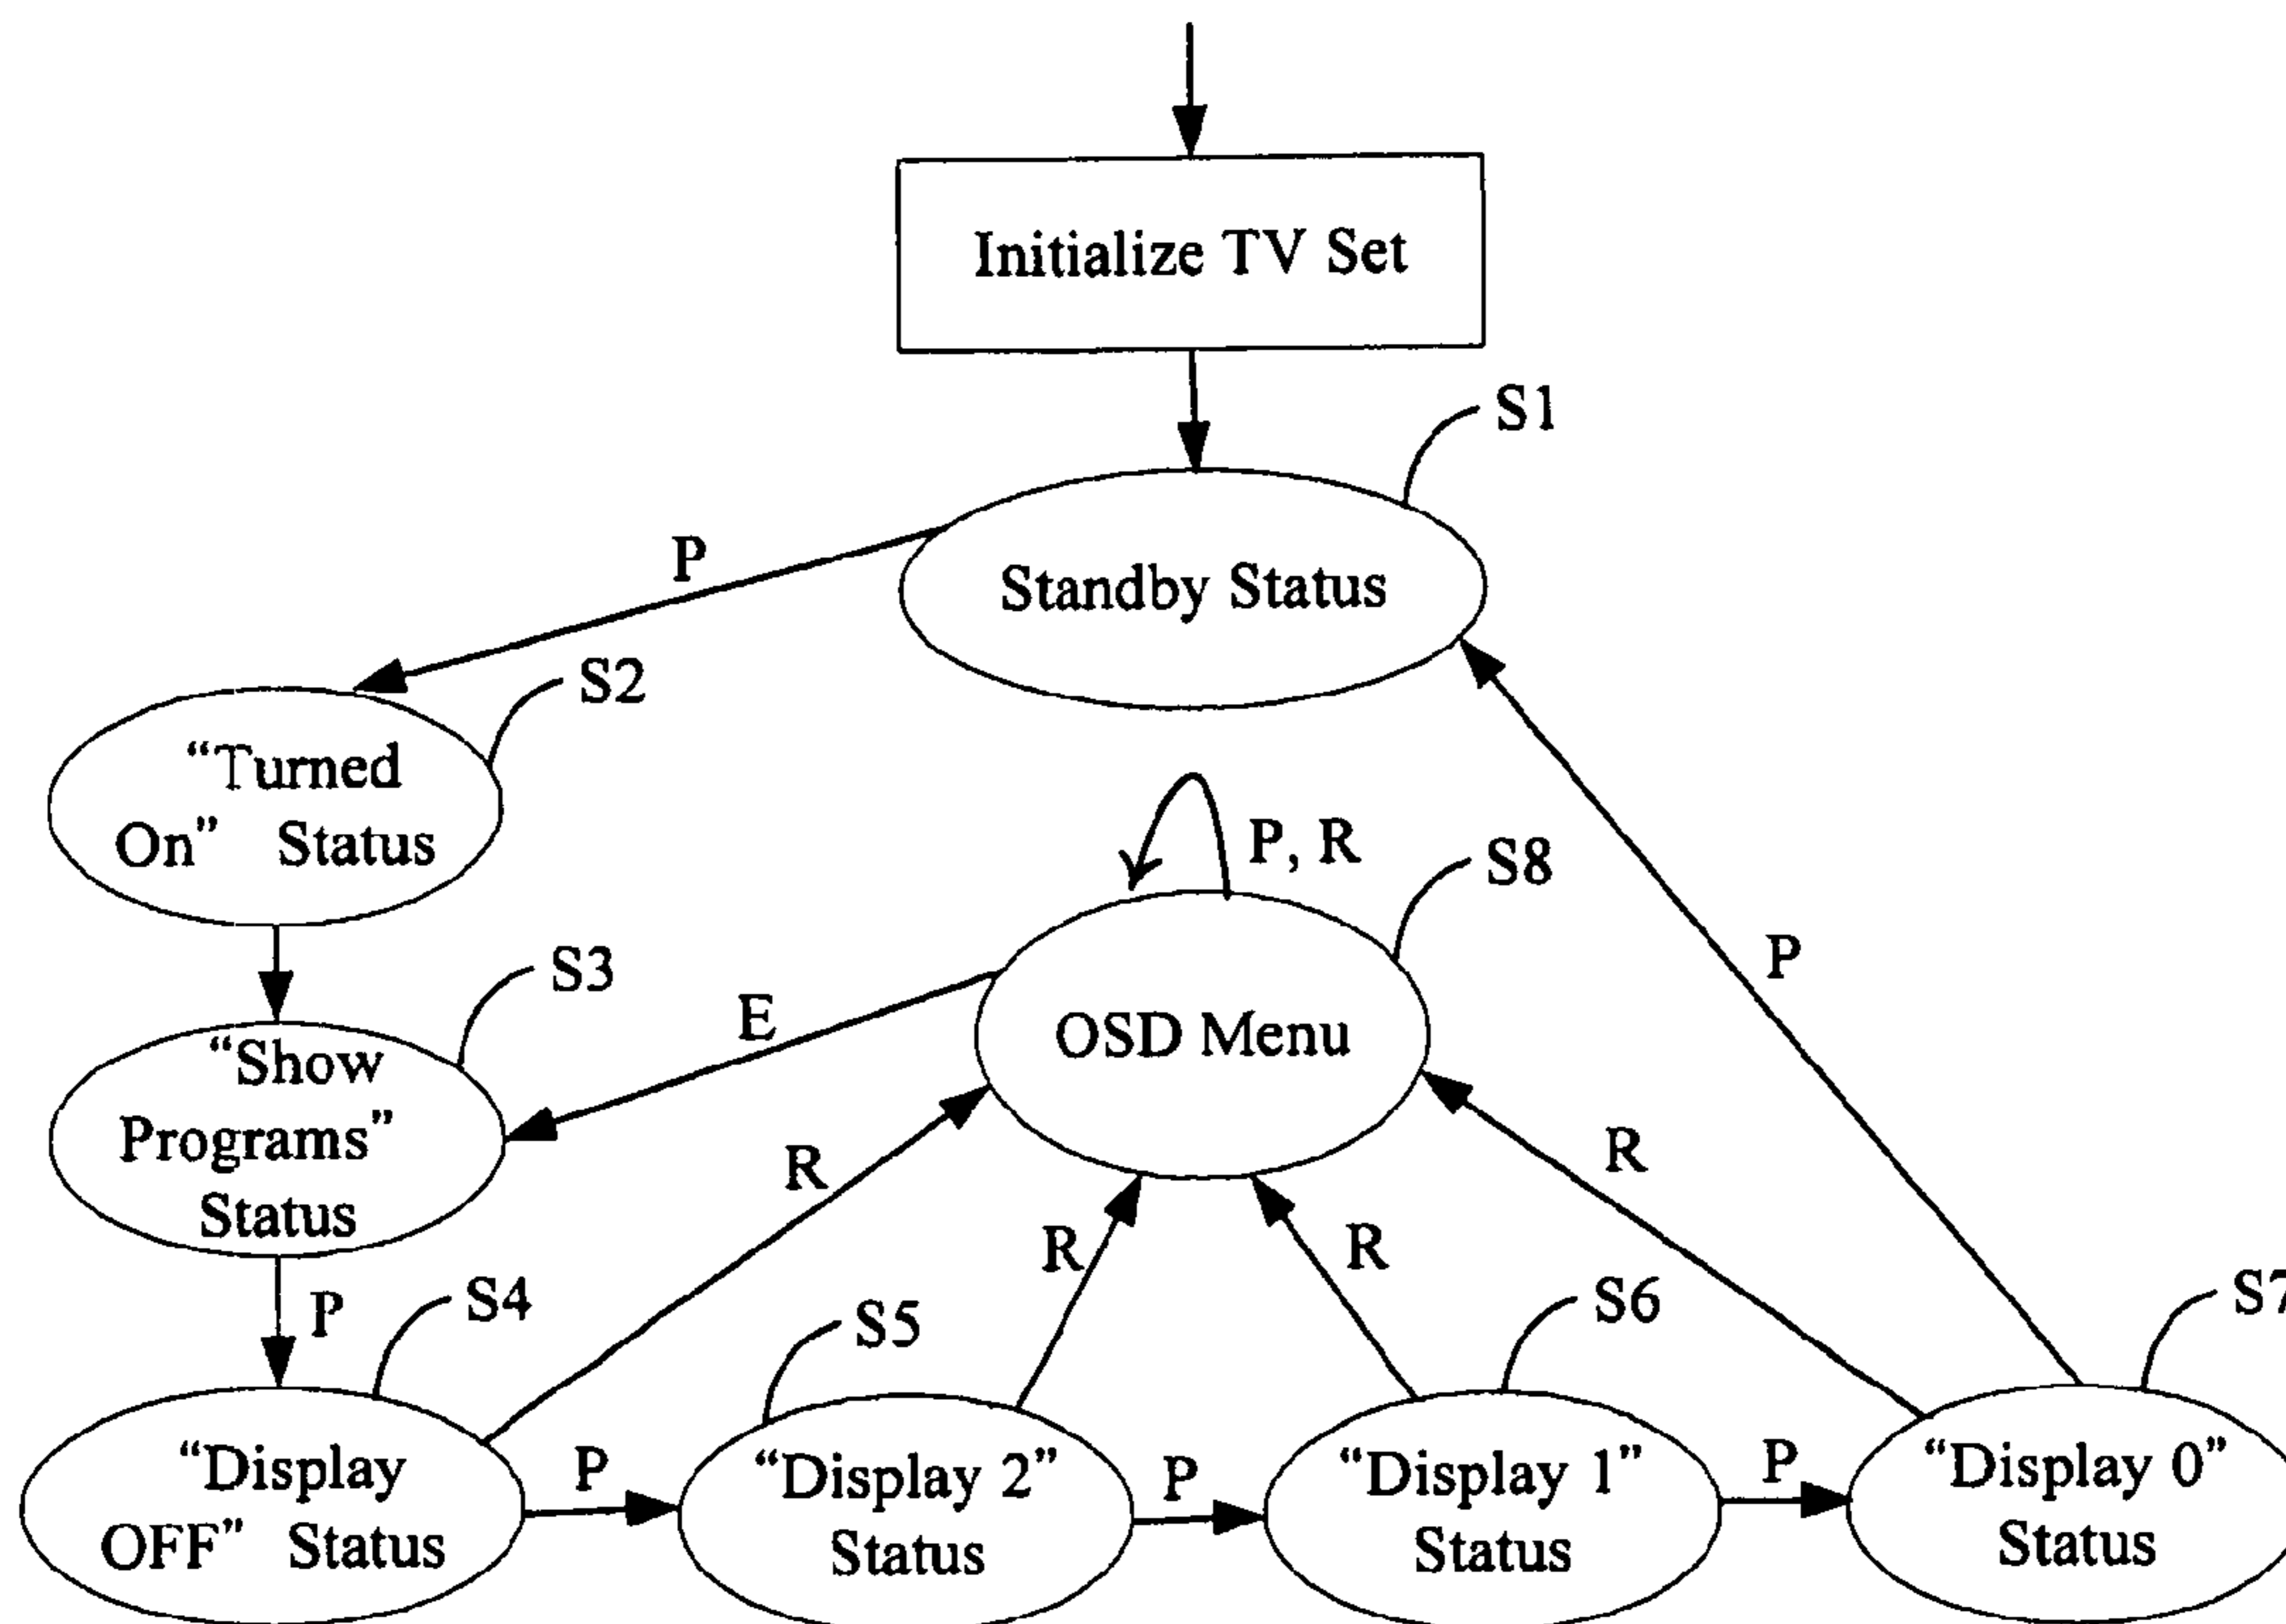 Initialize TV Set
S1
P
Standby Status
S2
“Turned
On” Status
P, R
S8
S3
P
E
OSD Menu
“Show
Programs”
Status
R
R
R
R
P
S4
S5
S6
S7
“Display
OFF” Status
P
“Display 2”
Status
P
“Display 1”
Status
P
“Display 0”
Status